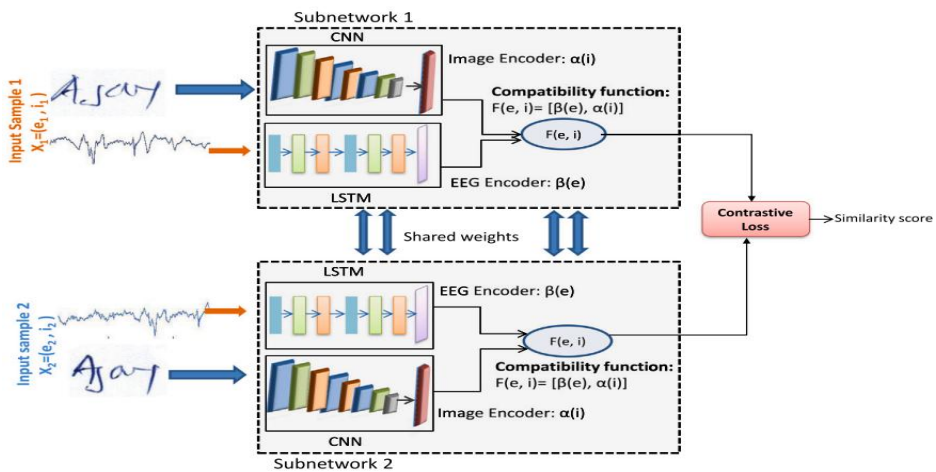 Subnetwork 1
CNN
Image Encoder: α(i)
Input Sample 1
X₁=(e₁, i₁)
Ajay
Compatibility function:
F(e, i)= [β(e), α(i)]
F(e, i)
EEG Encoder: β(e)
LSTM
Shared weights
Contrastive
Loss
Similarity score
LSTM
EEG Encoder: β(e)
Input sample 2
X₂=(e₂, i₂)
Ajay
F(e, i)
Compatibility function:
F(e, i)= [β(e), α(i)]
Image Encoder: α(i)
CNN
Subnetwork 2